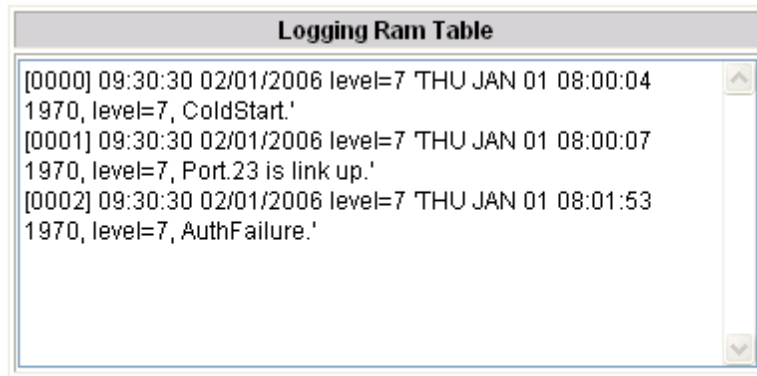 Logging Ram Table
[0000] 09:30:30 02/01/2006 level=7 'THU JAN 01 08:00:04
1970, level=7, ColdStart.'
[0001] 09:30:30 02/01/2006 level=7 'THU JAN 01 08:00:07
1970, level=7, Port.23 is link up.'
[0002] 09:30:30 02/01/2006 level=7 'THU JAN 01 08:01:53
1970, level=7, AuthFailure.'